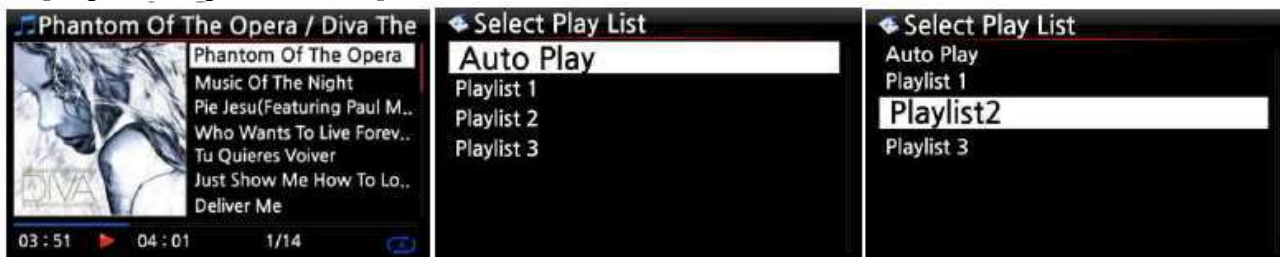 Phantom Of The Opera / Diva The
Phantom Of The Opera
Music Of The Night
Pie Jesu(Featuring Paul M..
Who Wants To Live Forev..
Tu Quieres Voiver
Just Show Me How To Lo..
Deliver Me
DIVA
03:51 04:01 1/14
Select Play List
Auto Play
Playlist 1
Playlist 2
Playlist 3
Select Play List
Auto Play
Playlist 1
Playlist2
Playlist 3